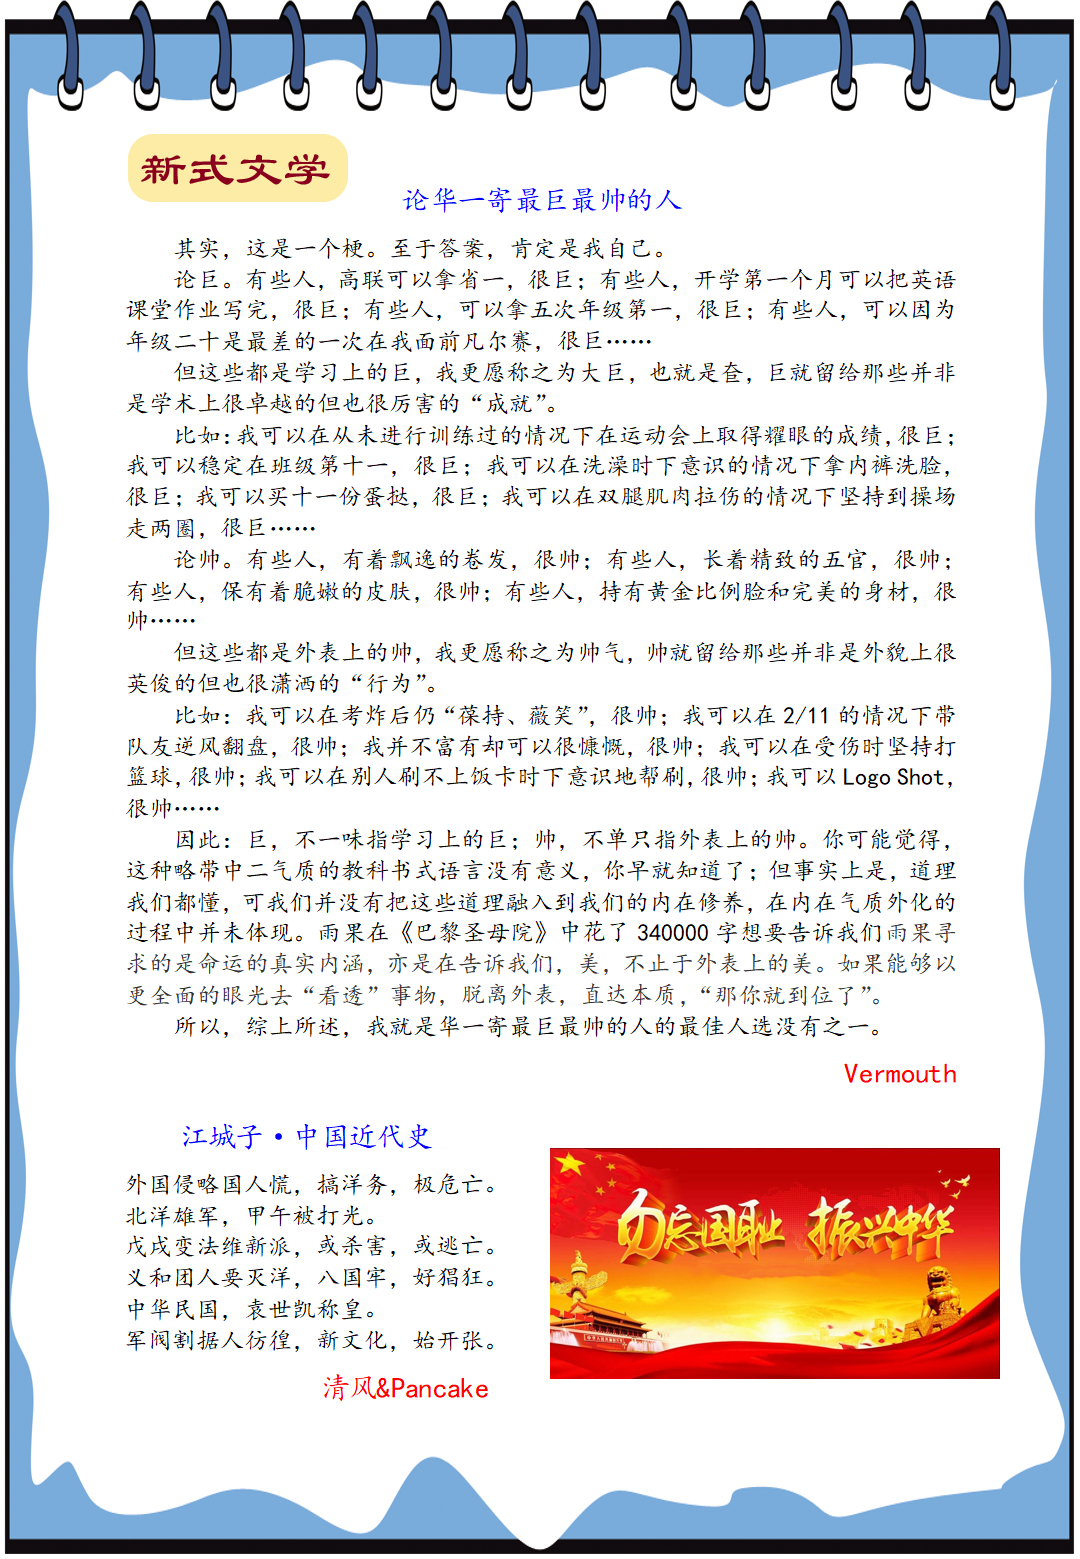 新式文学
论华一寄最巨最帅的人
其实，这是一个梗。至于答案，肯定是我自己。
论巨。有些人，高联可以拿省一，很巨；有些人，开学第一个月可以把英语
课堂作业写完，很巨；有些人，可以拿五次年级第一，很巨；有些人，可以因为
年级二十是最差的一次在我面前凡尔赛，很巨……
但这些都是学习上的巨，我更愿称之为大巨，也就是奆，巨就留给那些并非
是学术上很卓越的但也很厉害的“成就”。
比如：我可以在从未进行训练过的情况下在运动会上取得耀眼的成绩，很巨；
我可以稳定在班级第十一，很巨；我可以在洗澡时下意识的情况下拿内裤洗脸，
很巨；我可以买十一份蛋挞，很巨；我可以在双腿肌肉拉伤的情况下坚持到操场
走两圈，很巨……
论帅。有些人，有着飘逸的卷发，很帅；有些人，长着精致的五官，很帅；
有些人，保有着脆嫩的皮肤，很帅；有些人，持有黄金比例脸和完美的身材，很
帅……
但这些都是外表上的帅，我更愿称之为帅气，帅就留给那些并非是外貌上很
英俊的但也很潇洒的“行为”。
比如：我可以在考炸后仍“葆持、薇笑”，很帅；我可以在 2/11 的情况下带
队友逆风翻盘，很帅；我并不富有却可以很慷慨，很帅；我可以在受伤时坚持打
篮球，很帅；我可以在别人刷不上饭卡时下意识地帮刷，很帅；我可以 Logo Shot，
很帅……
因此：巨，不一味指学习上的巨；帅，不单只指外表上的帅。你可能觉得，
这种略带中二气质的教科书式语言没有意义，你早就知道了；但事实上是，道理
我们都懂，可我们并没有把这些道理融入到我们的内在修养，在内在气质外化的
过程中并未体现。雨果在《巴黎圣母院》中花了 340000 字想要告诉我们雨果寻
求的是命运的真实内涵，亦是在告诉我们，美，不止于外表上的美。如果能够以
更全面的眼光去“看透”事物，脱离外表，直达本质，“那你就到位了”。
所以，综上所述，我就是华一寄最巨最帅的人的最佳人选没有之一。
Vermouth
江城子·中国近代史
外国侵略国人慌，搞洋务，极危亡。
北洋雄军，甲午被打光。
戊戌变法维新派，或杀害，或逃亡。
义和团人要灭洋，八国牢，好猖狂。
中华民国，袁世凯称皇。
军阀割据人彷徨，新文化，始开张。
清风&Pancake
勿忘国耻 振兴中华